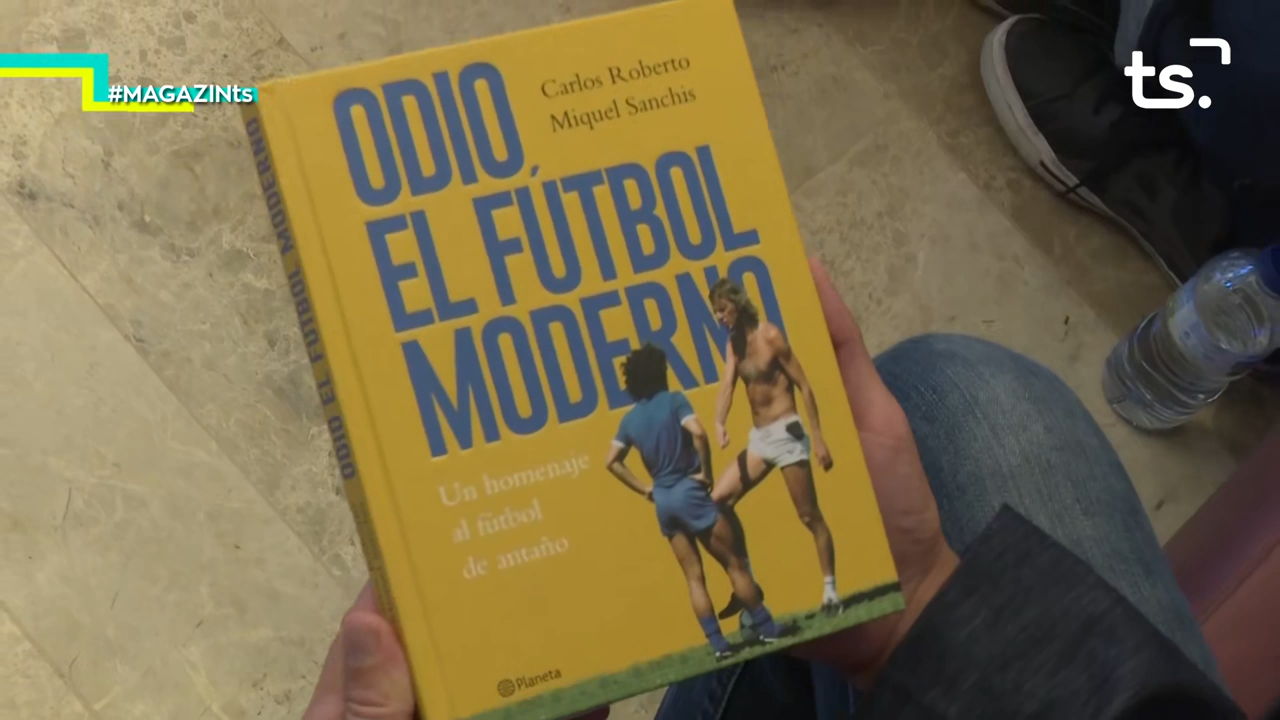 #MAGAZINts
ts.
Carlos Roberto
Miquel Sanchis
ODIO
EL FÚTBOL
MODERNO
Un homenaje
al fútbol
de antaño
Planeta
ODIO EL FÚTBOL MODERNO